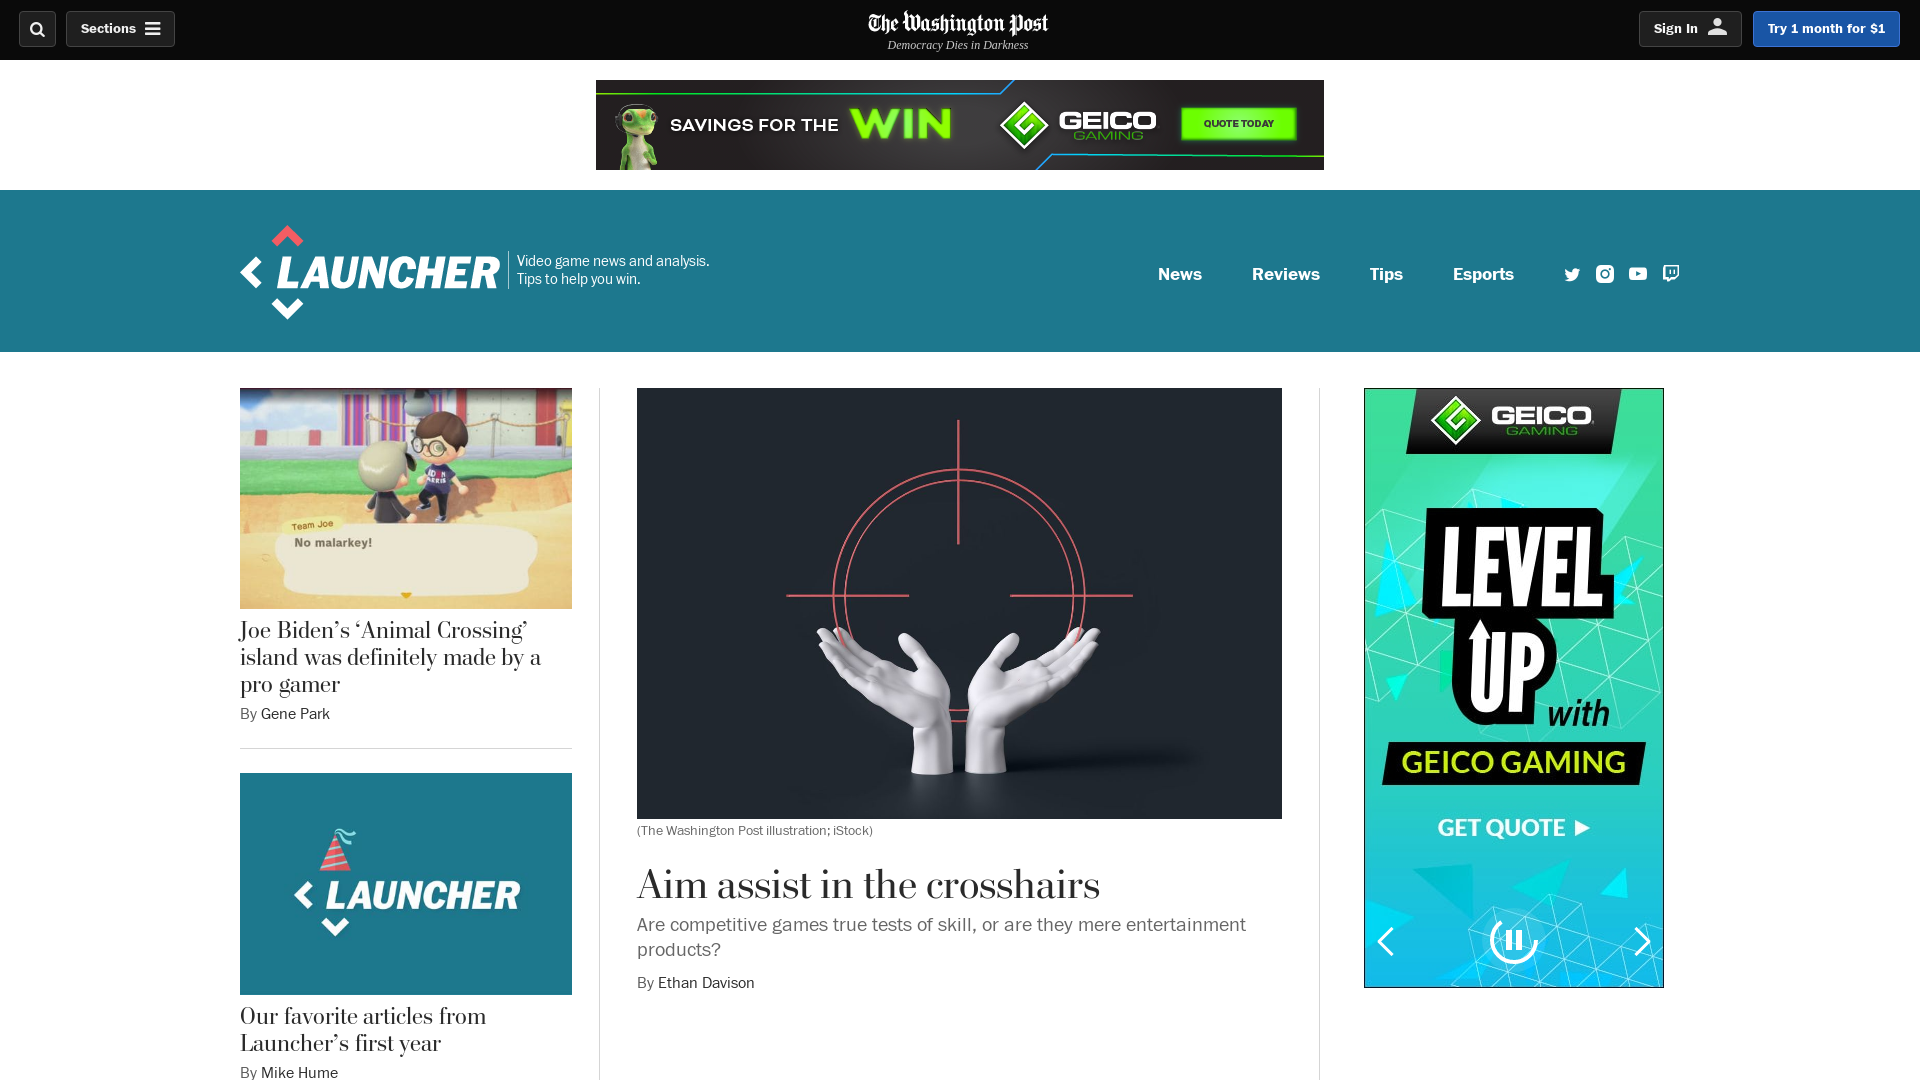 Sections
The Washington Post
Democracy Dies in Darkness
Sign In
Try 1 month for $1
SAVINGS FOR THE WIN
GEICO
GAMING
QUOTE TODAY
LAUNCHER
Video game news and analysis.
Tips to help you win.
News
Reviews
Tips
Esports
Team Joe
No malarkey!
Joe Biden’s ‘Animal Crossing’
island was definitely made by a
pro gamer
By Gene Park
LAUNCHER
Our favorite articles from
Launcher’s first year
By Mike Hume
(The Washington Post illustration; iStock)
Aim assist in the crosshairs
Are competitive games true tests of skill, or are they mere entertainment
products?
By Ethan Davison
GEICO
GAMING
LEVEL
UP
with
GEICO GAMING
GET QUOTE